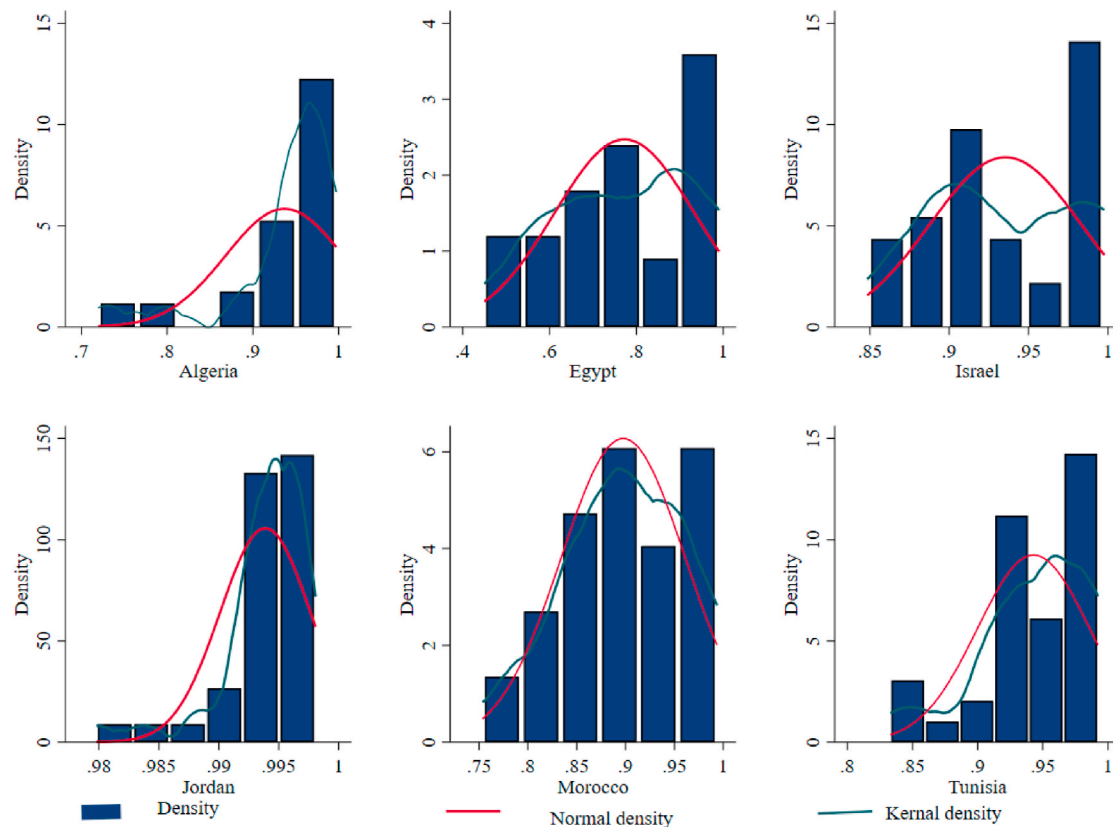 15
10
5
0
Density
.7 .8 .9 1
Algeria
4
3
2
1
0
Density
.4 .6 .8 1
Egypt
15
10
5
0
Density
.85 .9 .95 1
Israel
150
100
50
0
Density
.98 .985 .99 .995 1
Jordan
6
4
2
0
Density
.75 .8 .85 .9 .95 1
Morocco
15
10
5
0
Density
.8 .85 .9 .95 1
Tunisia
Density Normal density Kernal density